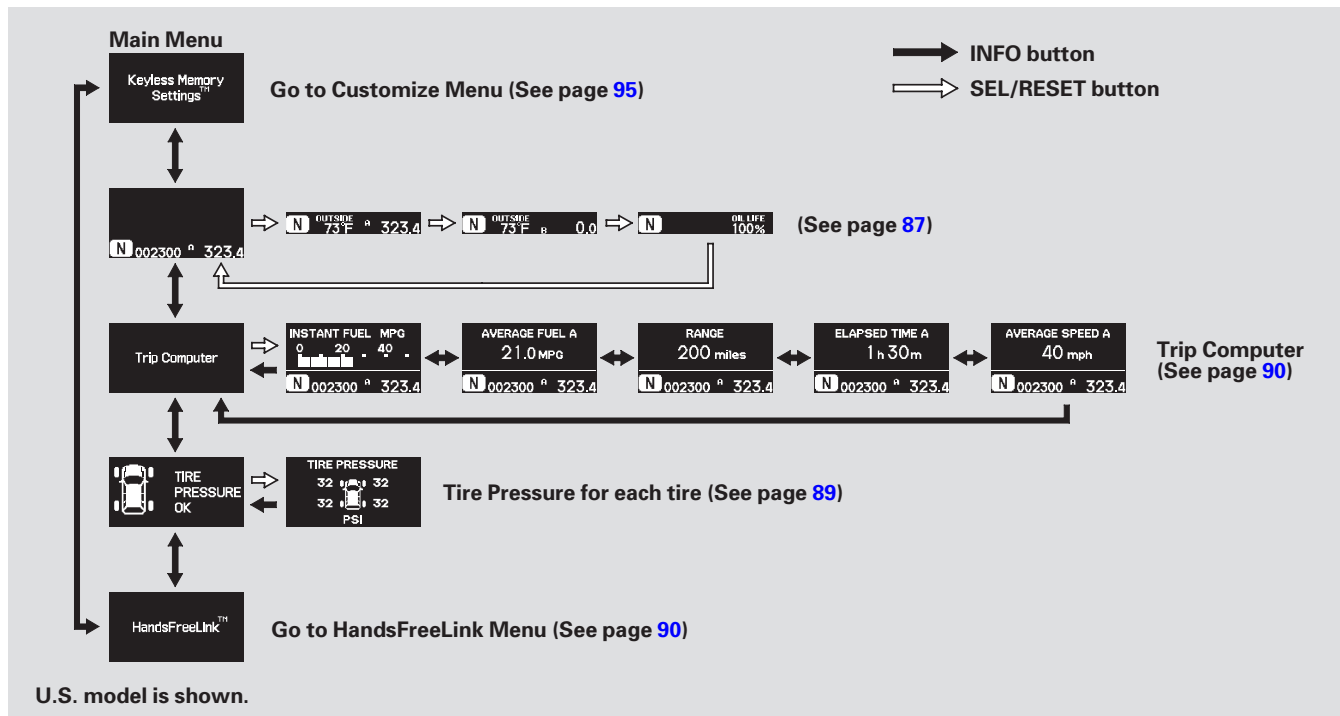 Main Menu
INFO button
SEL/RESET button
Keyless Memory
Settings™
Go to Customize Menu (See page 95)
N 002300 A 323.4
N OUTSIDE 73°F A 323.4
N OUTSIDE 73°F B 0.0
N OIL LIFE 100%
(See page 87)
Trip Computer
INSTANT FUEL MPG
0 20 40
N 002300 A 323.4
AVERAGE FUEL A
21.0 MPG
N 002300 A 323.4
RANGE
200 miles
N 002300 A 323.4
ELAPSED TIME A
1h30m
N 002300 A 323.4
AVERAGE SPEED A
40 mph
N 002300 A 323.4
Trip Computer
(See page 90)
TIRE
PRESSURE
OK
TIRE PRESSURE
32 32
32 32
PSI
Tire Pressure for each tire (See page 89)
HandsFreeLink™
Go to HandsFreeLink Menu (See page 90)
U.S. model is shown.